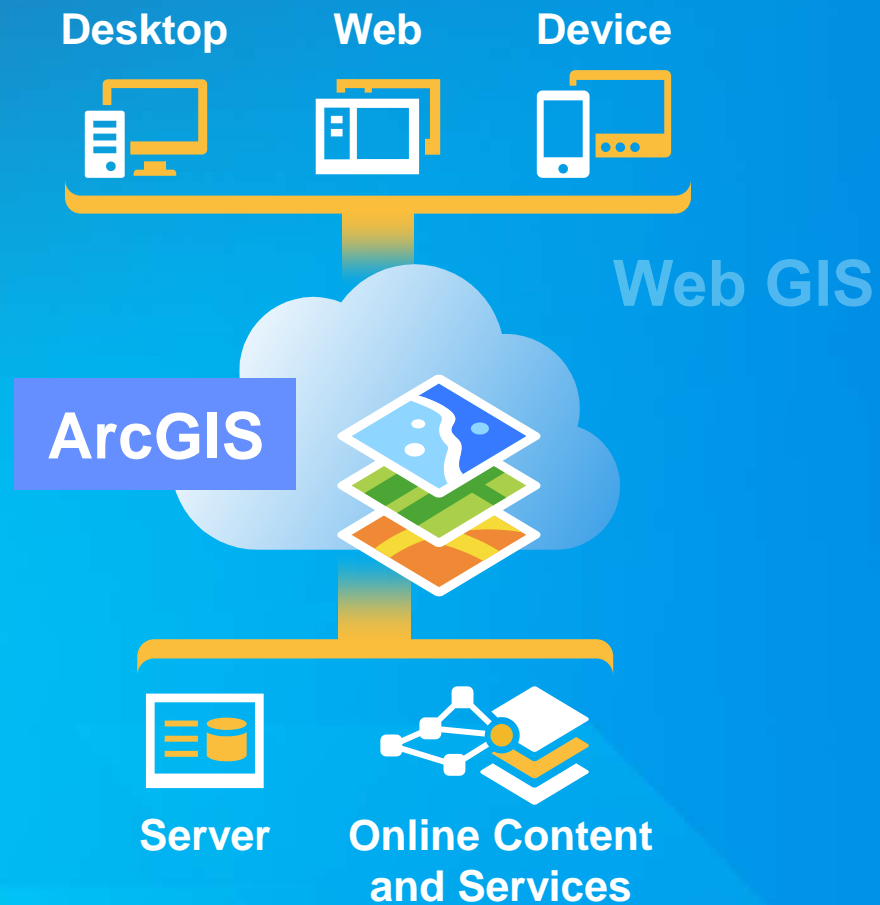 Desktop Web Device
Web GIS
ArcGIS
Server Online Content
and Services